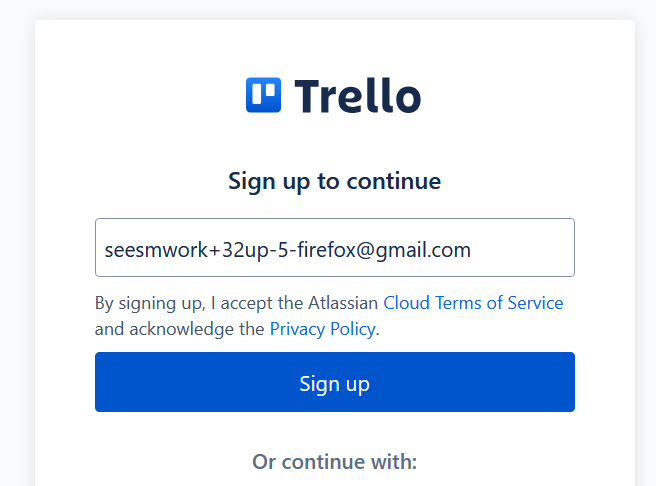 Trello
Sign up to continue
seesmwork+32up-5-firefox@gmail.com
By signing up, I accept the Atlassian Cloud Terms of Service
and acknowledge the Privacy Policy.
Sign up
Or continue with: